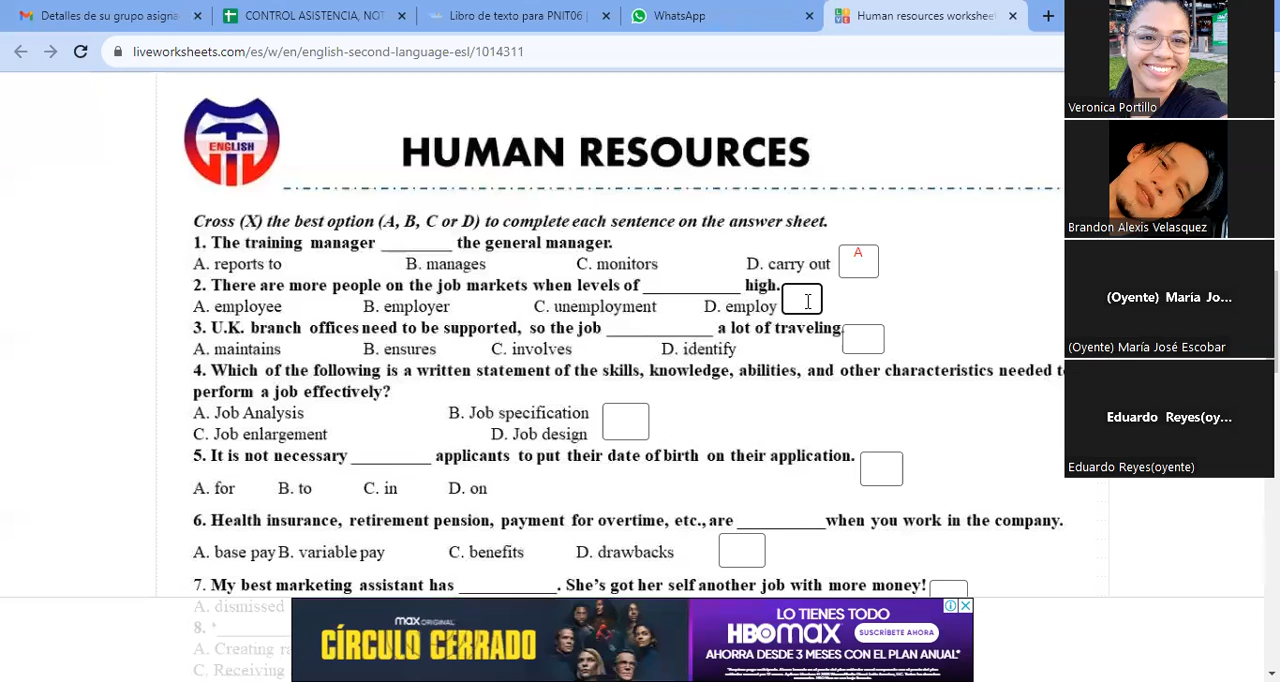 Detalles de su grupo asigna
CONTROL ASISTENCIA, NOT
Libro de texto para PNIT06
WhatsApp
Human resources workshee
liveworksheets.com/es/w/en/english-second-language-esl/1014311
ENGLISH
HUMAN RESOURCES
Cross (X) the best option (A, B, C or D) to complete each sentence on the answer sheet.
1. The training manager ________ the general manager.
A. reports to B. manages C. monitors D. carry out
A
2. There are more people on the job markets when levels of ___________ high.
A. employee B. employer C. unemployment D. employ
3. U.K. branch offices need to be supported, so the job ____________ a lot of traveling.
A. maintains B. ensures C. involves D. identify
4. Which of the following is a written statement of the skills, knowledge, abilities, and other characteristics needed t
perform a job effectively?
A. Job Analysis B. Job specification
C. Job enlargement D. Job design
5. It is not necessary _________ applicants to put their date of birth on their application.
A. for B. to C. in D. on
6. Health insurance, retirement pension, payment for overtime, etc., are __________when you work in the company.
A. base pay B. variable pay C. benefits D. drawbacks
7. My best marketing assistant has ___________. She's got her self another job with more money!
A. dismissed
8. ‘
A. Creating ra
C. Receiving
max ORIGINAL
CÍRCULO CERRADO
LO TIENES TODO
HBOmax SUSCRÍBETE AHORA
AHORA DESDE 3 MESES CON EL PLAN ANUAL*
Veronica Portillo
Brandon Alexis Velasquez
(Oyente) María Jo...
(Oyente) María José Escobar
Eduardo Reyes(oy...
Eduardo Reyes(oyente)